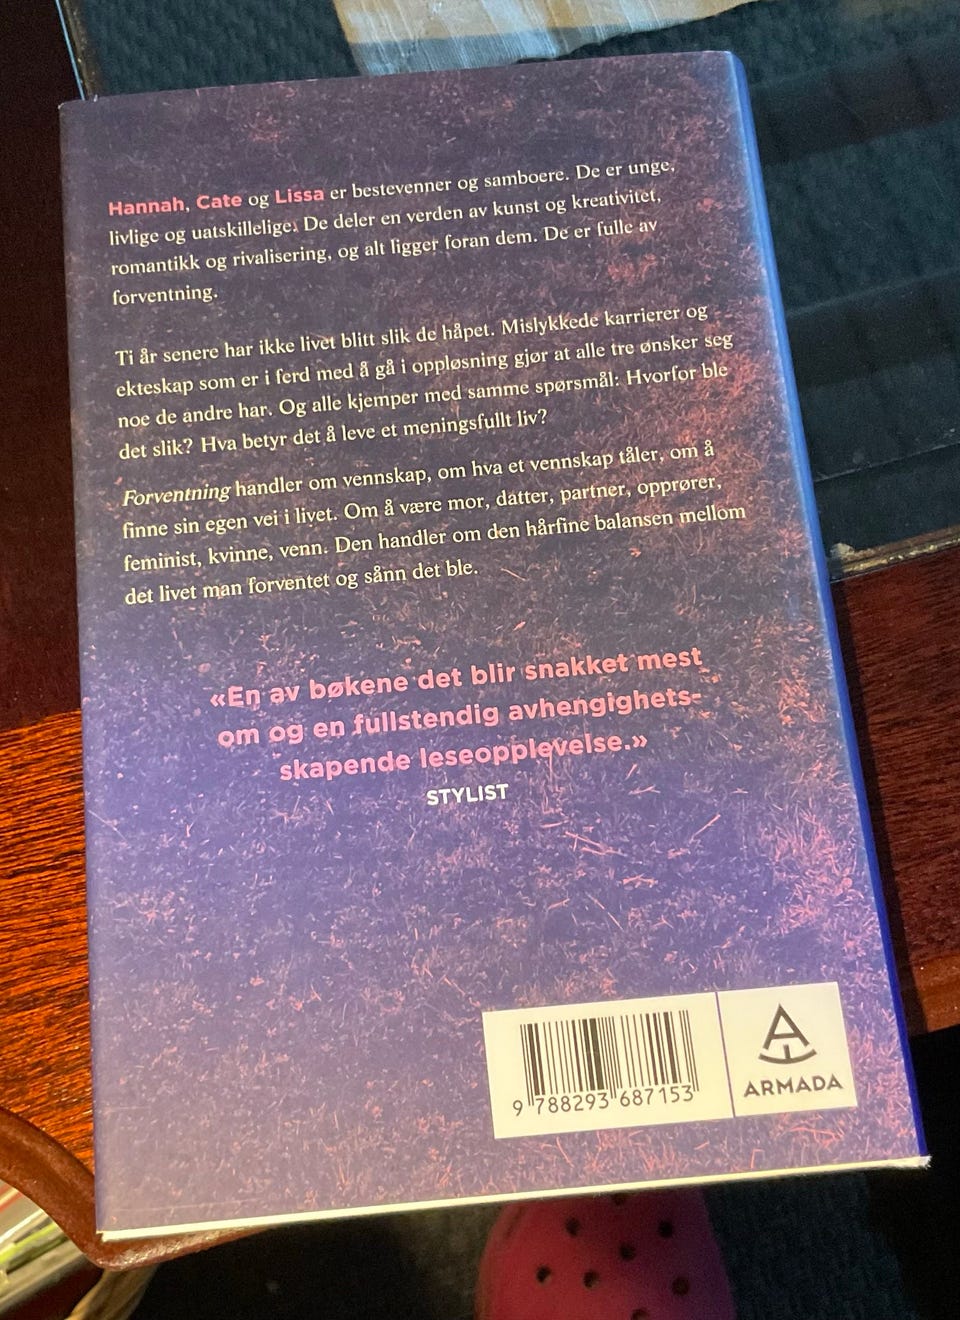 Hannah, Cate og Lissa er bestevenner og samboere. De er unge,
livlige og uatskillelige. De deler en verden av kunst og kreativitet,
romantikk og rivalisering, og alt ligger foran dem. De er fulle av
forventning.
Ti år senere har ikke livet blitt slik de håpet. Mislykkede karrierer og
ekteskap som er i ferd med å gå i oppløsning gjør at alle tre ønsker seg
noe de andre har. Og alle kjemper med samme spørsmål: Hvorfor ble
det slik? Hva betyr det å leve et meningsfullt liv?
Forventning handler om vennskap, om hva et vennskap tåler, om å
finne sin egen vei i livet. Om å være mor, datter, partner, opprører,
feminist, kvinne, venn. Den handler om den hårfine balansen mellom
det livet man forventet og sånn det ble.
«En av bøkene det blir snakket mest
om og en fullstendig avhengighets-
skapende leseopplevelse.»
STYLIST
9 788293 687153
ARMADA